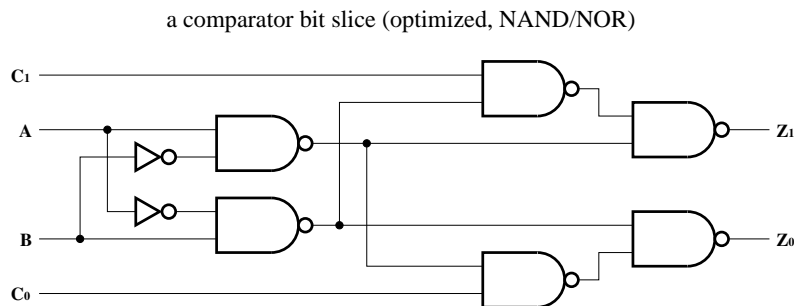 a comparator bit slice (optimized, NAND/NOR)
C1
A
Z1
B
Z0
C0